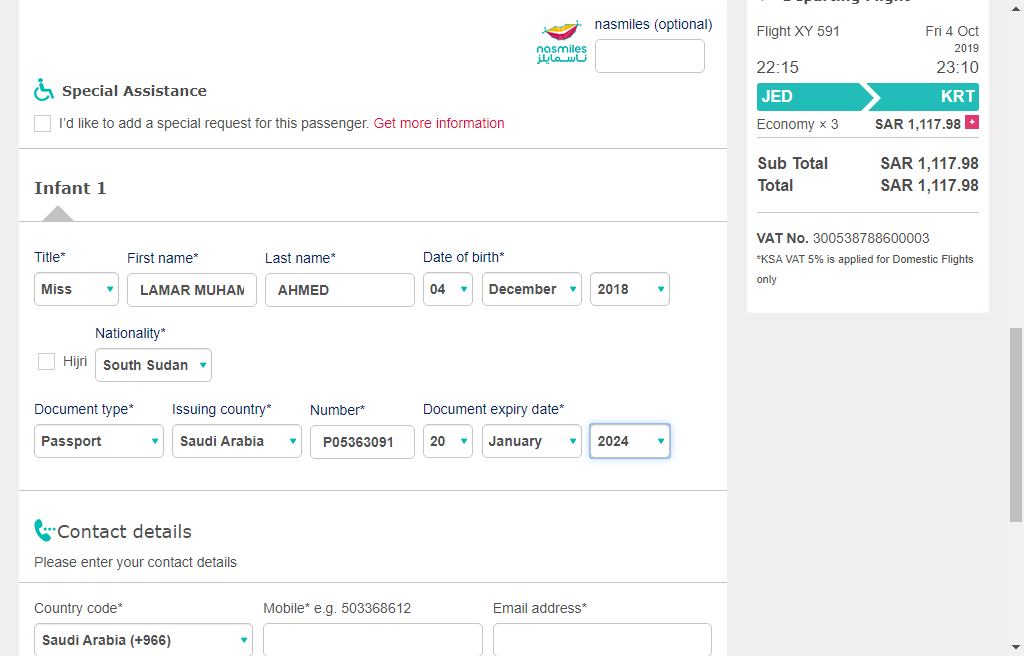 nasmiles (optional)
nasmiles
ناسمايلز
Special Assistance
I'd like to add a special request for this passenger. Get more information
Infant 1
Title* First name* Last name* Date of birth*
Miss LAMAR MUHAM AHMED 04 December 2018
Nationality*
Hijri South Sudan
Document type* Issuing country* Number* Document expiry date*
Passport Saudi Arabia P05363091 20 January 2024
Contact details
Please enter your contact details
Country code* Mobile* e.g. 503368612 Email address*
Saudi Arabia (+966)
Departing Flight
Flight XY 591 Fri 4 Oct
2019
22:15 23:10
JED KRT
Economy × 3 SAR 1,117.98 +
Sub Total SAR 1,117.98
Total SAR 1,117.98
VAT No. 300538788600003
*KSA VAT 5% is applied for Domestic Flights
only